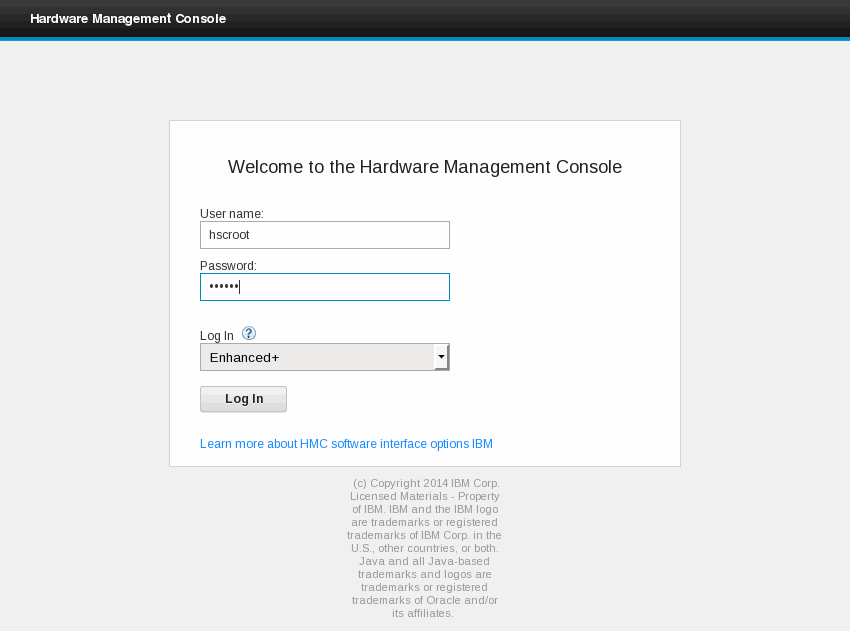 Hardware Management Console
Welcome to the Hardware Management Console
User name:
hscroot
Password:
••••••
Log In ?
Enhanced+
Log In
Learn more about HMC software interface options IBM
(c) Copyright 2014 IBM Corp.
Licensed Materials - Property
of IBM. IBM and the IBM logo
are trademarks or registered
trademarks of IBM Corp. in the
U.S., other countries, or both.
Java and all Java-based
trademarks and logos are
trademarks or registered
trademarks of Oracle and/or
its affiliates.